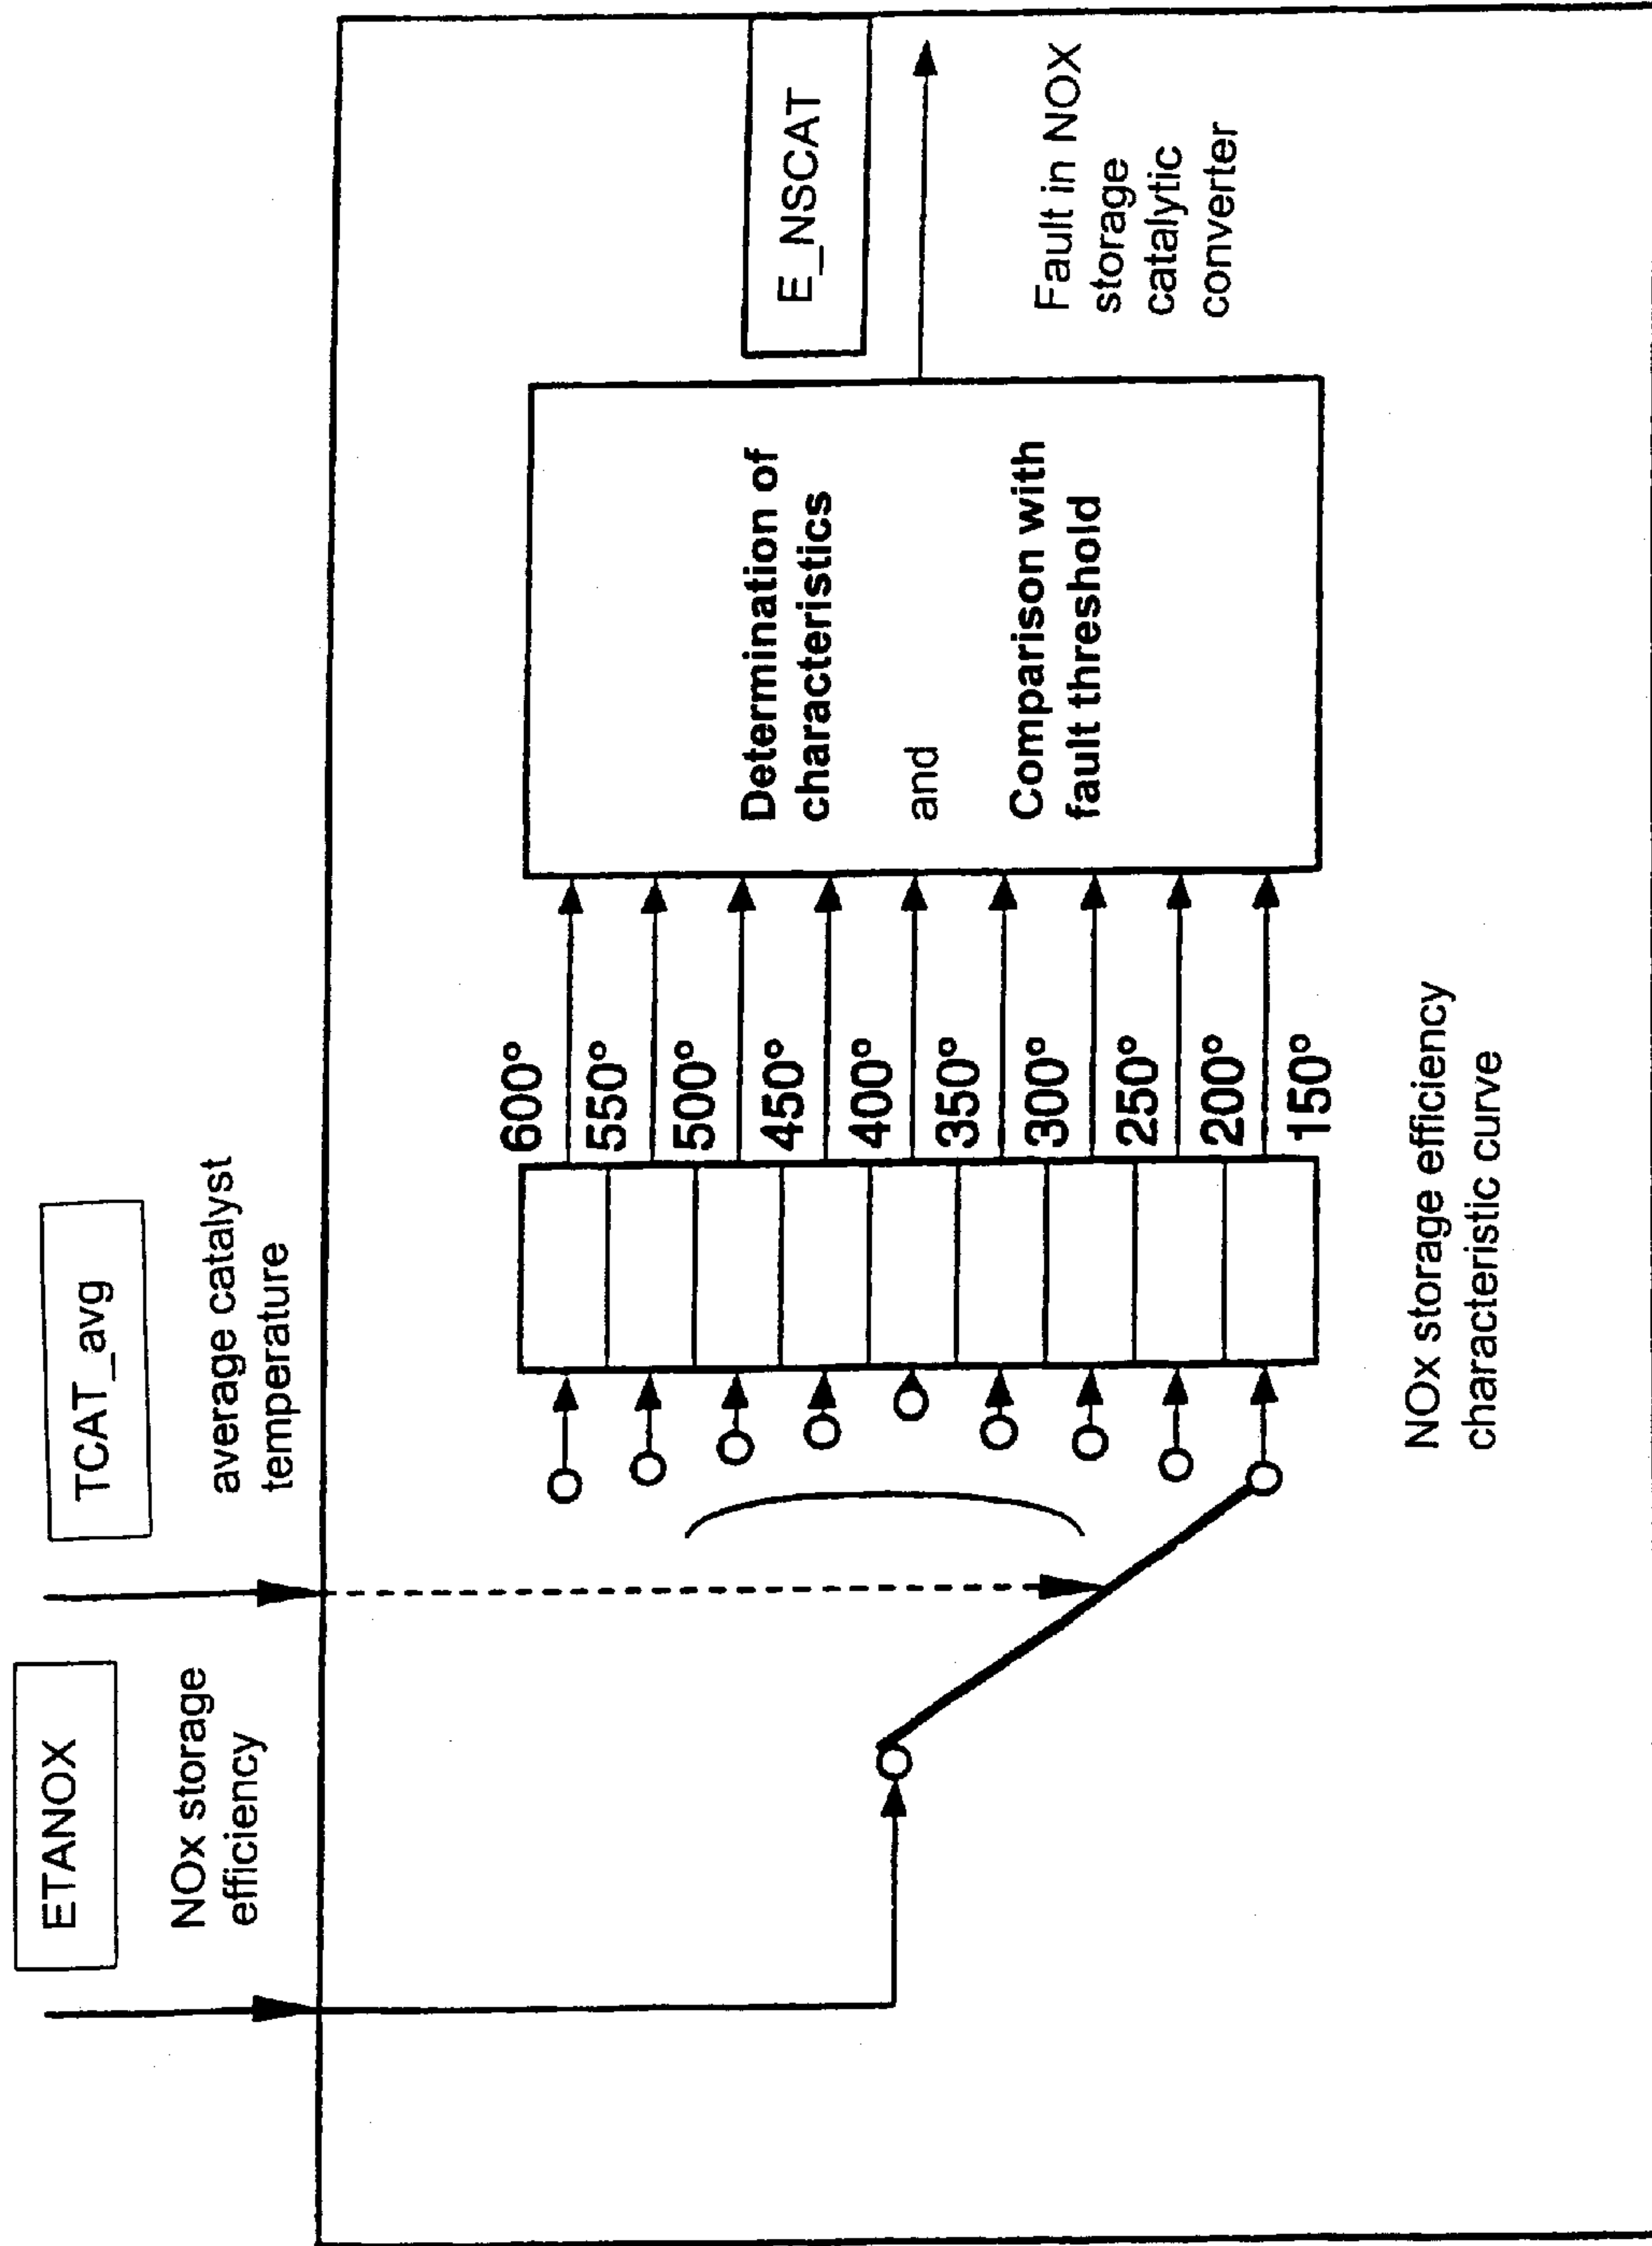 ETANOX
NOx storage
efficiency
TCAT_avg
average catalyst
temperature
600°
550°
500°
450°
400°
350°
300°
250°
200°
150°
NOx storage efficiency
characteristic curve
Determination of
characteristics
and
Comparison with
fault threshold
E_NSCAT
Fault in NOX
storage
catalytic
converter